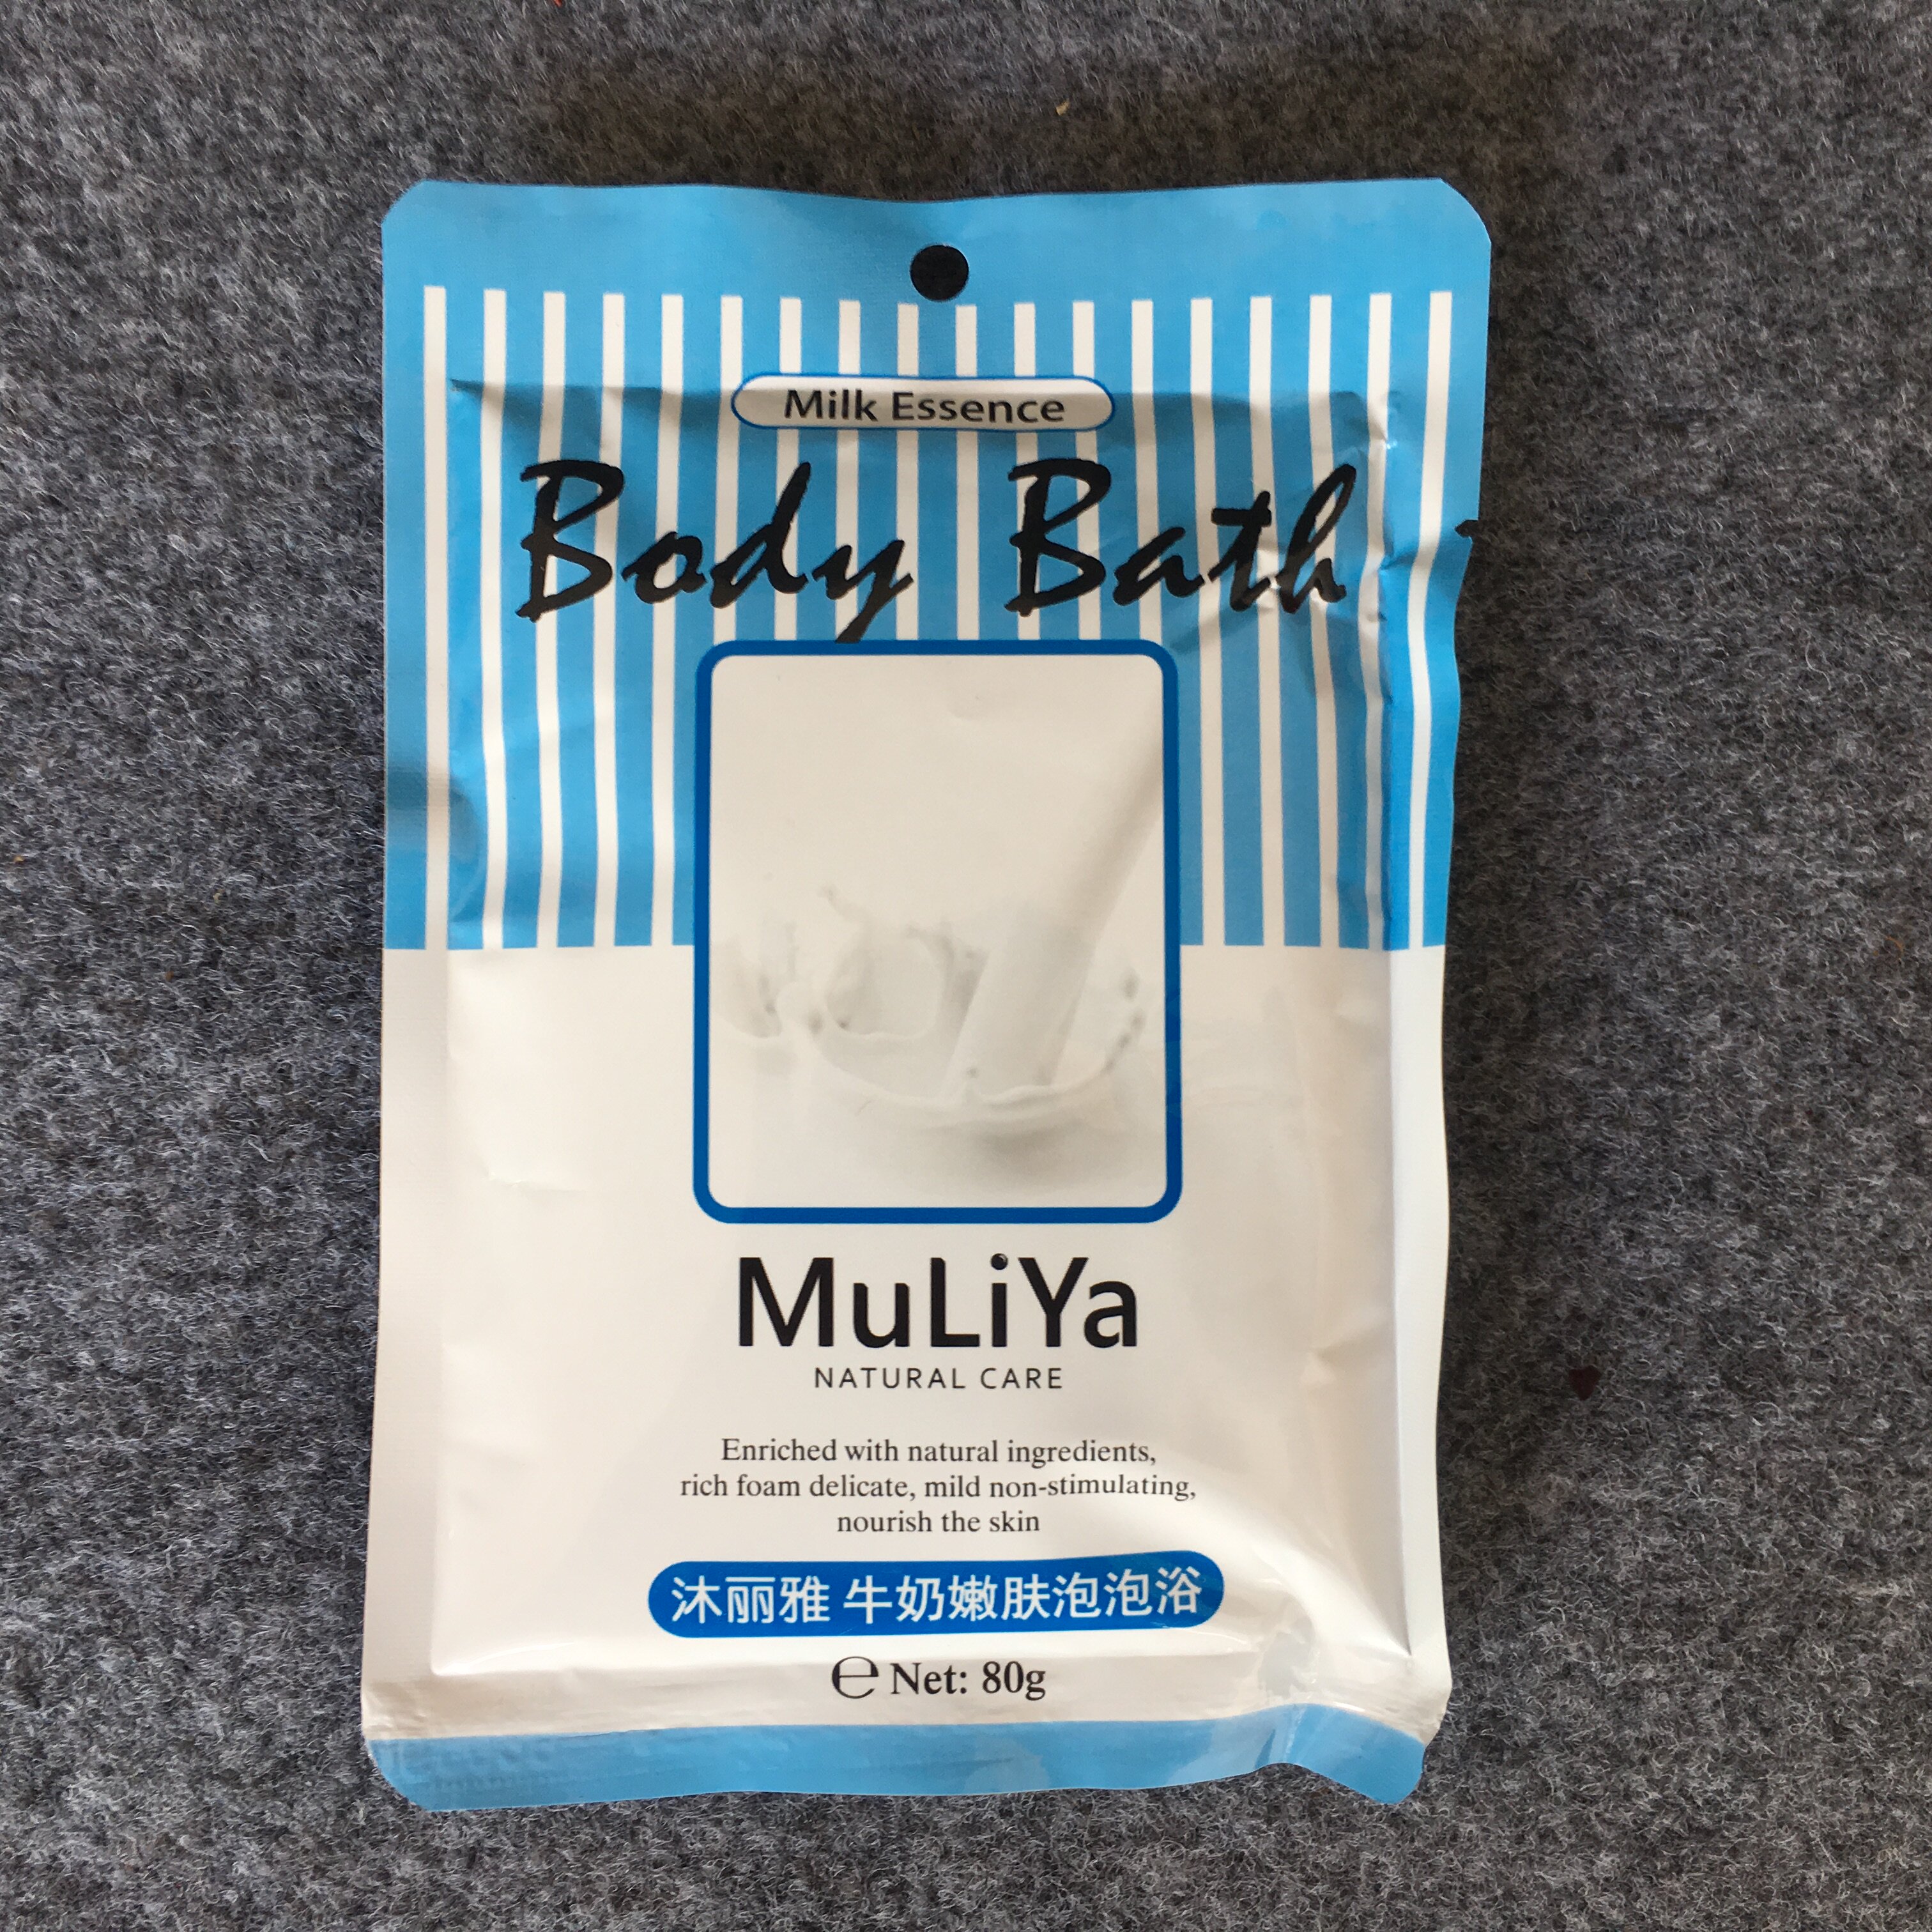 Milk Essence
Body Bath
MuLiYa
NATURAL CARE
Enriched with natural ingredients,
rich foam delicate, mild non-stimulating,
nourish the skin
沐丽雅 牛奶嫩肤泡泡浴
℮ Net: 80g